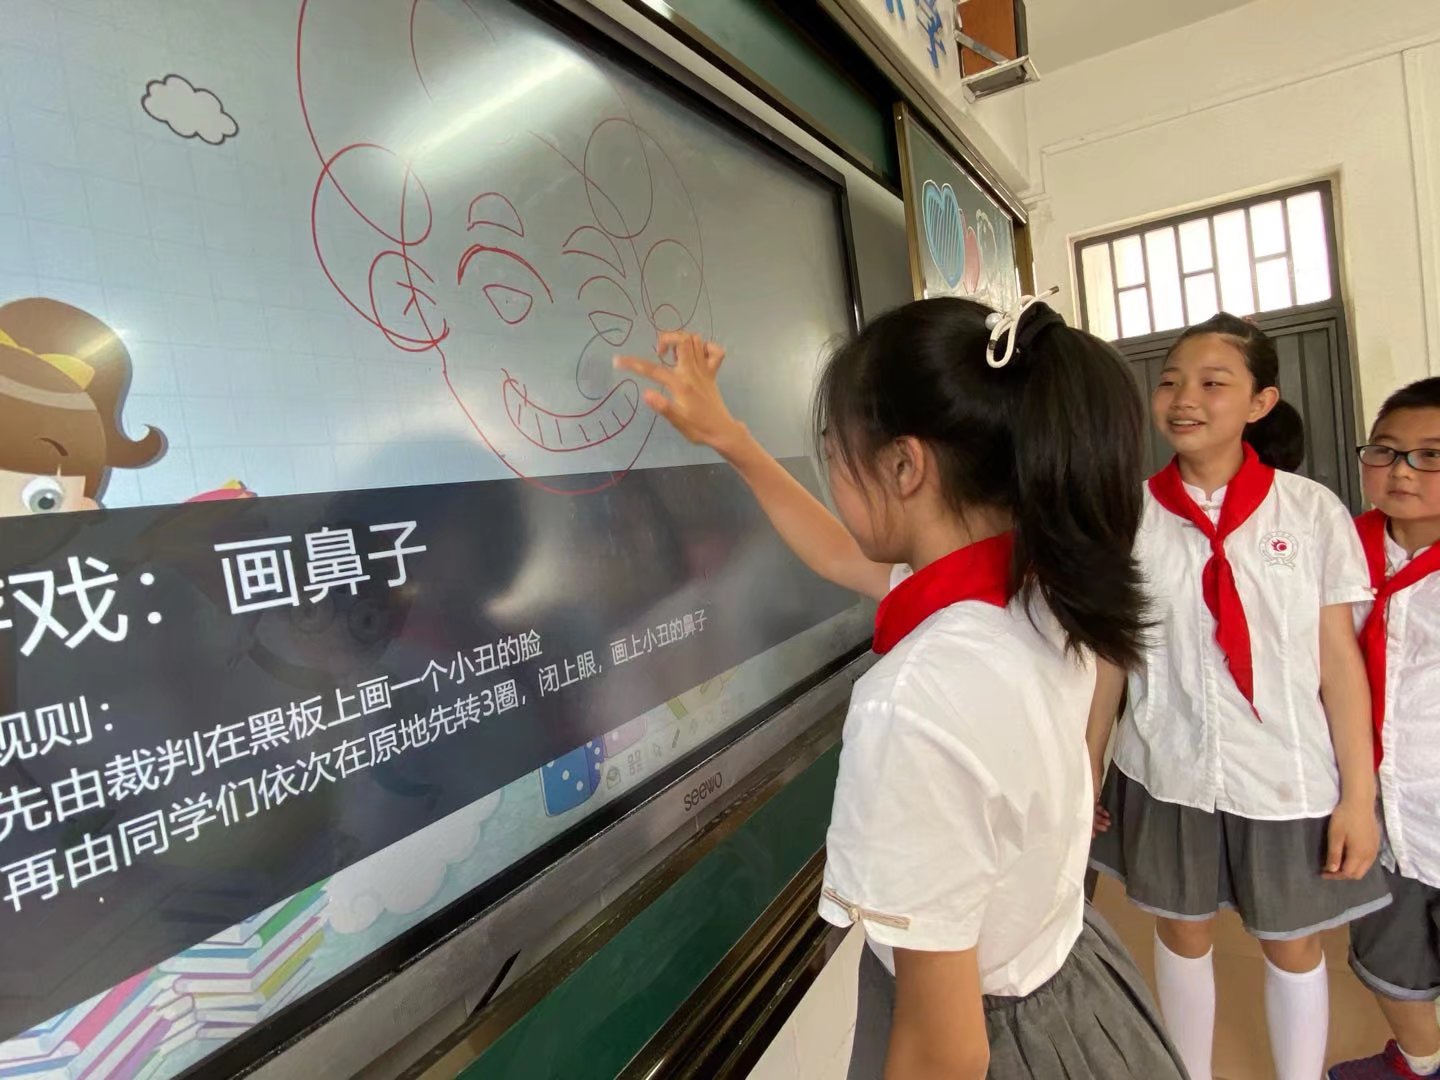 学
戏：画鼻子
规则：
先由裁判在黑板上画一个小丑的脸
再由同学们依次在原地先转3圈，闭上眼，画上小丑的鼻子
seewo